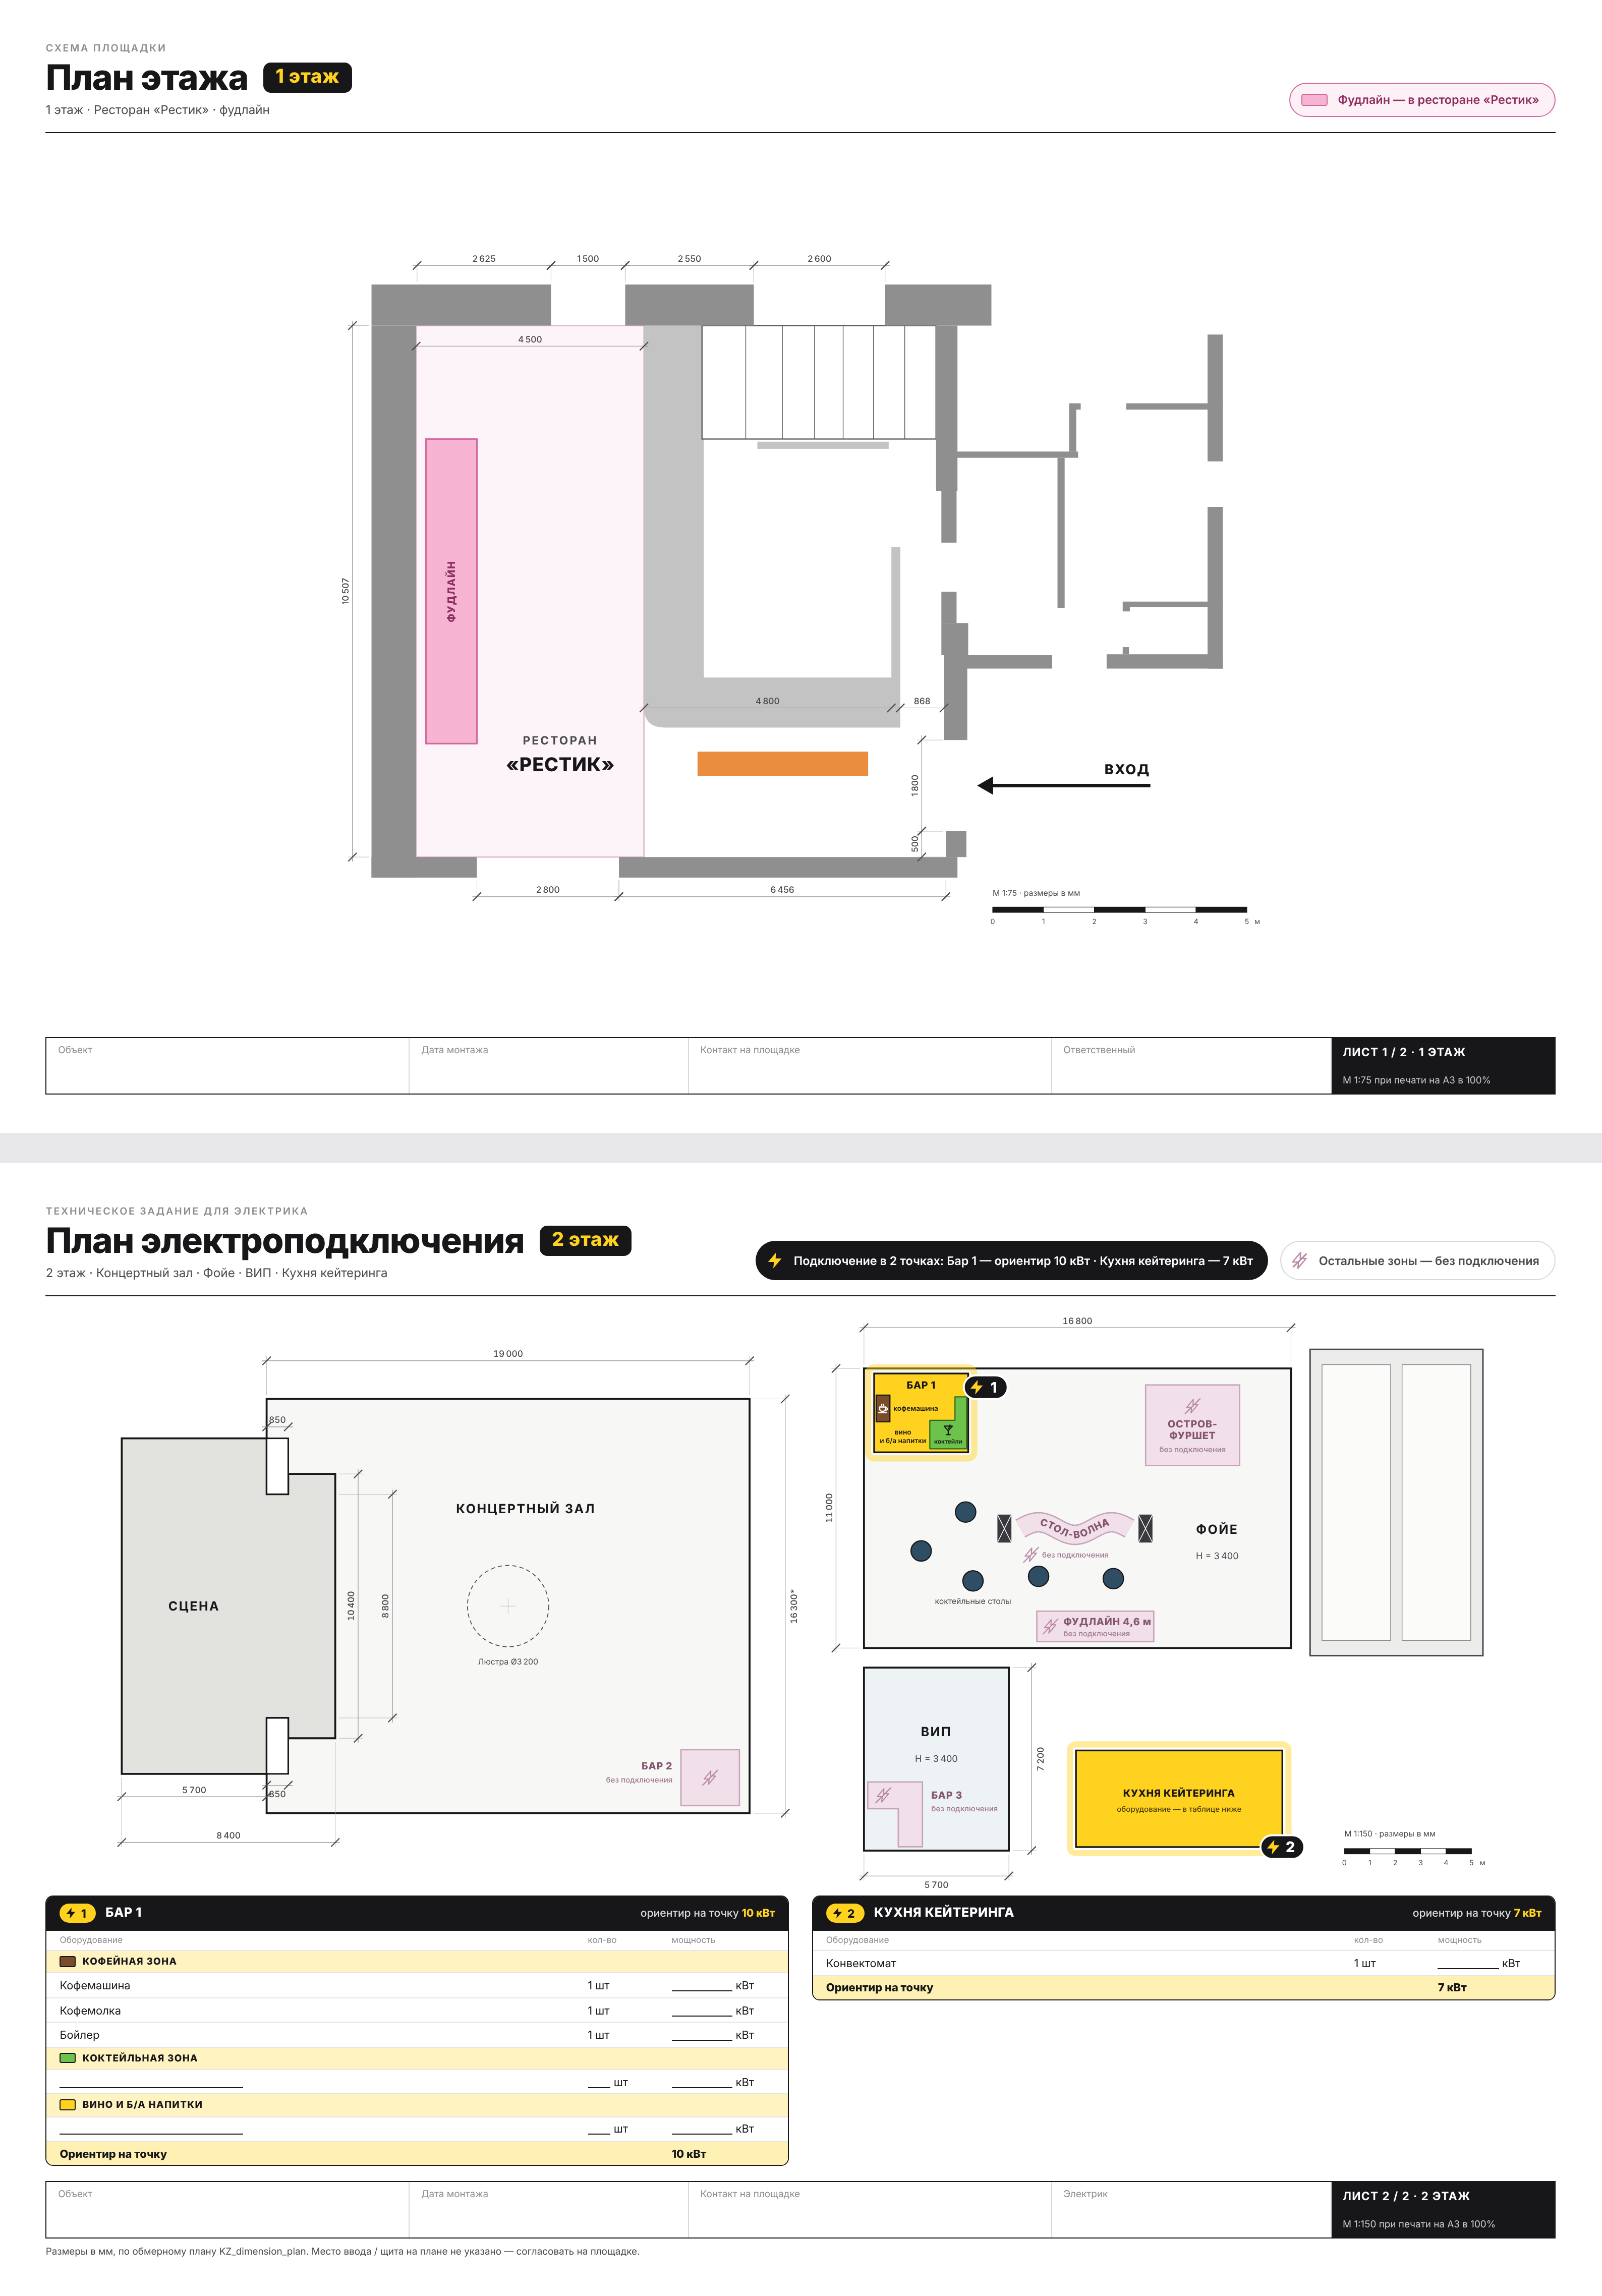 СХЕМА ПЛОЩАДКИ
План этажа
1 этаж
1 этаж · Ресторан «Рестик» · фудлайн
Фудлайн — в ресторане «Рестик»
2 625
1 500
2 550
2 600
4 500
10 507
ФУДЛАЙН
РЕСТОРАН
«РЕСТИК»
4 800
868
1 800
500
ВХОД
2 800
6 456
М 1:75 · размеры в мм
0 1 2 3 4 5 м
Объект
Дата монтажа
Контакт на площадке
Ответственный
ЛИСТ 1 / 2 · 1 ЭТАЖ
М 1:75 при печати на А3 в 100%
ТЕХНИЧЕСКОЕ ЗАДАНИЕ ДЛЯ ЭЛЕКТРИКА
План электроподключения
2 этаж
2 этаж · Концертный зал · Фойе · ВИП · Кухня кейтеринга
Подключение в 2 точках: Бар 1 — ориентир 10 кВт · Кухня кейтеринга — 7 кВт
Остальные зоны — без подключения
19 000
850
СЦЕНА
КОНЦЕРТНЫЙ ЗАЛ
10 400
8 800
Люстра Ø3 200
16 300*
БАР 2
без подключения
5 700
850
8 400
16 800
11 000
БАР 1
1
кофемашина
вино
и б/а напитки
коктейли
ОСТРОВ-
ФУРШЕТ
без подключения
СТОЛ-ВОЛНА
без подключения
ФОЙЕ
H = 3 400
коктейльные столы
ФУДЛАЙН 4,6 м
без подключения
ВИП
H = 3 400
7 200
БАР 3
без подключения
5 700
КУХНЯ КЕЙТЕРИНГА
оборудование — в таблице ниже
2
М 1:150 · размеры в мм
0 1 2 3 4 5 м
1 БАР 1
ориентир на точку 10 кВт
Оборудование кол-во мощность
КОФЕЙНАЯ ЗОНА
Кофемашина 1 шт кВт
Кофемолка 1 шт кВт
Бойлер 1 шт кВт
КОКТЕЙЛЬНАЯ ЗОНА
шт кВт
ВИНО И Б/А НАПИТКИ
шт кВт
Ориентир на точку 10 кВт
2 КУХНЯ КЕЙТЕРИНГА
ориентир на точку 7 кВт
Оборудование кол-во мощность
Конвектомат 1 шт кВт
Ориентир на точку 7 кВт
Объект
Дата монтажа
Контакт на площадке
Электрик
ЛИСТ 2 / 2 · 2 ЭТАЖ
М 1:150 при печати на А3 в 100%
Размеры в мм, по обмерному плану KZ_dimension_plan. Место ввода / щита на плане не указано — согласовать на площадке.